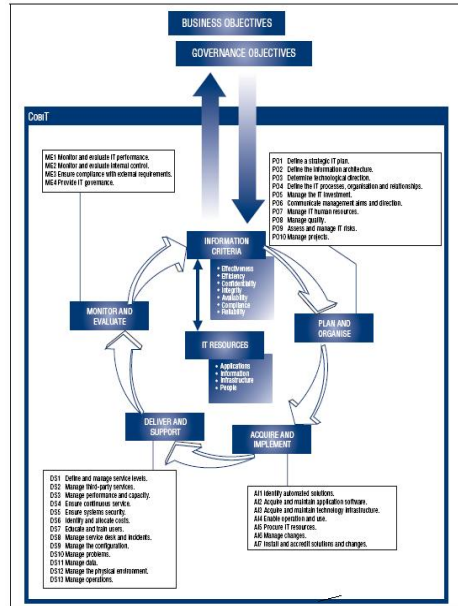 BUSINESS OBJECTIVES
GOVERNANCE OBJECTIVES
COBIT
ME1 Monitor and evaluate IT performance.
ME2 Monitor and evaluate internal control.
ME3 Ensure compliance with external requirements.
ME4 Provide IT governance.
PO1 Define a strategic IT plan.
PO2 Define the information architecture.
PO3 Determine technological direction.
PO4 Define the IT processes, organisation and relationships.
PO5 Manage the IT investment.
PO6 Communicate management aims and direction.
PO7 Manage IT human resources.
PO8 Manage quality.
PO9 Assess and manage IT risks.
PO10 Manage projects.
INFORMATION
CRITERIA
• Effectiveness
• Efficiency
• Confidentiality
• Integrity
• Availability
• Compliance
• Reliability
MONITOR AND
EVALUATE
PLAN AND
ORGANISE
IT RESOURCES
• Applications
• Information
• Infrastructure
• People
DELIVER AND
SUPPORT
ACQUIRE AND
IMPLEMENT
DS1 Define and manage service levels.
DS2 Manage third-party services.
DS3 Manage performance and capacity.
DS4 Ensure continuous service.
DS5 Ensure systems security.
DS6 Identify and allocate costs.
DS7 Educate and train users.
DS8 Manage service desk and incidents.
DS9 Manage the configuration.
DS10 Manage problems.
DS11 Manage data.
DS12 Manage the physical environment.
DS13 Manage operations.
AI1 Identify automated solutions.
AI2 Acquire and maintain application software.
AI3 Acquire and maintain technology infrastructure.
AI4 Enable operation and use.
AI5 Procure IT resources.
AI6 Manage changes.
AI7 Install and accredit solutions and changes.